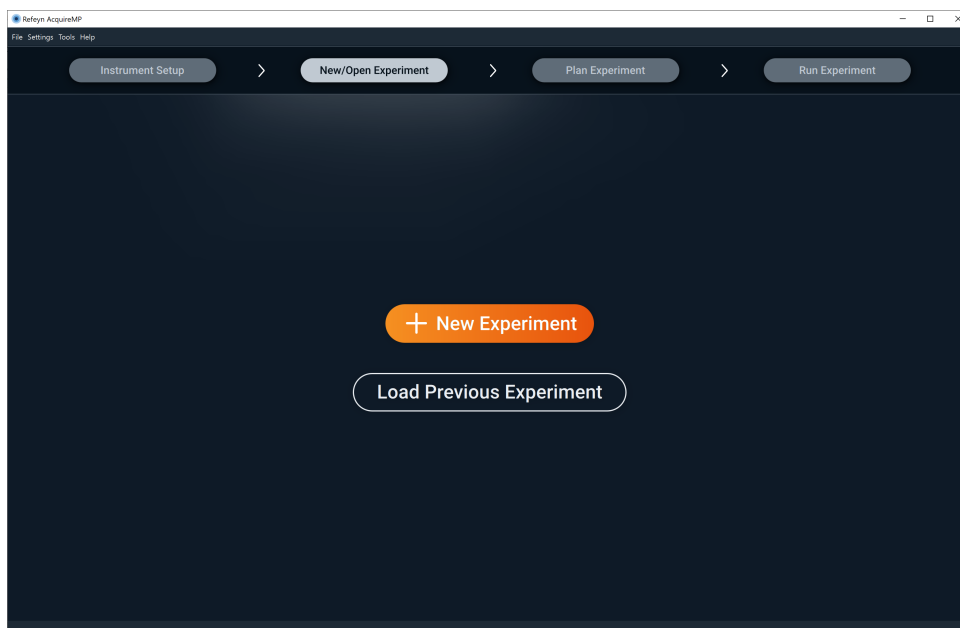 Refeyn AcquireMP
File Settings Tools Help
Instrument Setup > New/Open Experiment > Plan Experiment > Run Experiment
+ New Experiment
Load Previous Experiment